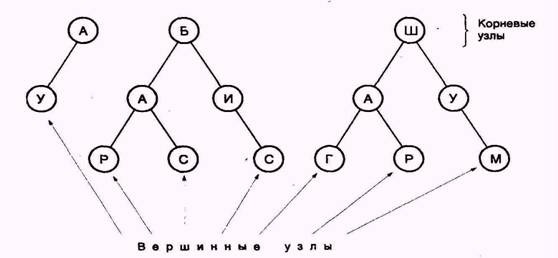 А Б Ш Корневые
узлы
У А И А У
Р С С Г Р М
Вершинные узлы